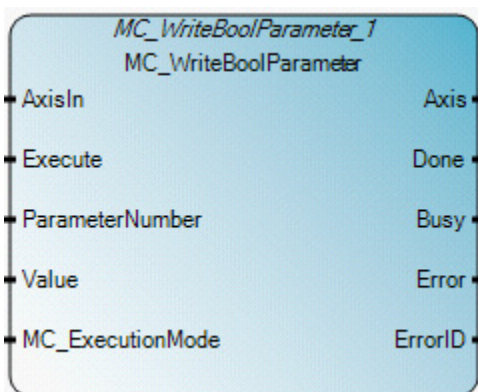 MC_WriteBoolParameter_1
MC_WriteBoolParameter
AxisIn Axis
Execute Done
ParameterNumber Busy
Value Error
MC_ExecutionMode ErrorID